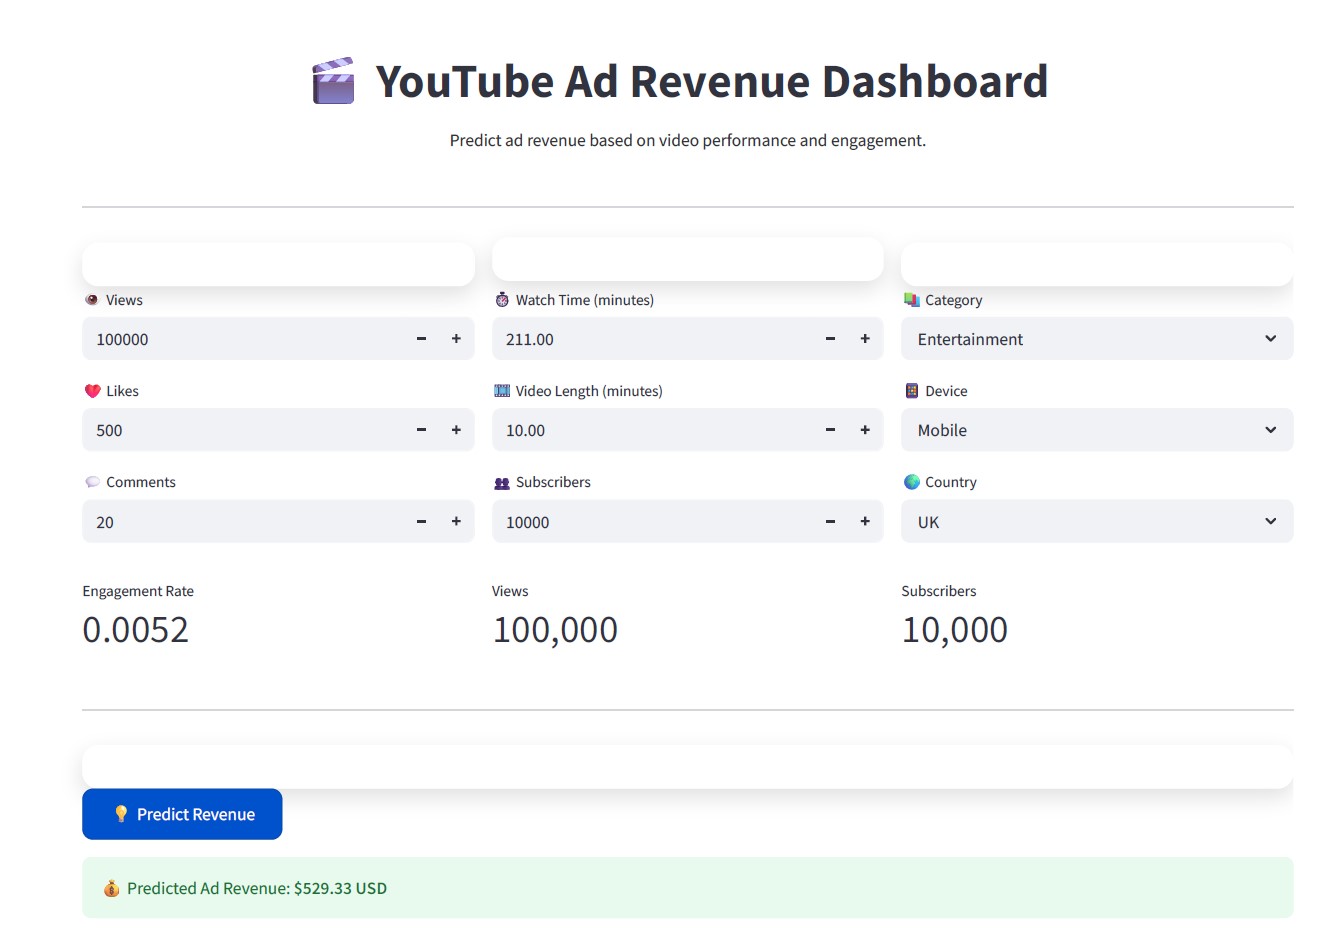 YouTube Ad Revenue Dashboard
Predict ad revenue based on video performance and engagement.
Views
100000
Likes
500
Comments
20
Watch Time (minutes)
211.00
Video Length (minutes)
10.00
Subscribers
10000
Category
Entertainment
Device
Mobile
Country
UK
Engagement Rate
0.0052
Views
100,000
Subscribers
10,000
Predict Revenue
Predicted Ad Revenue: $529.33 USD